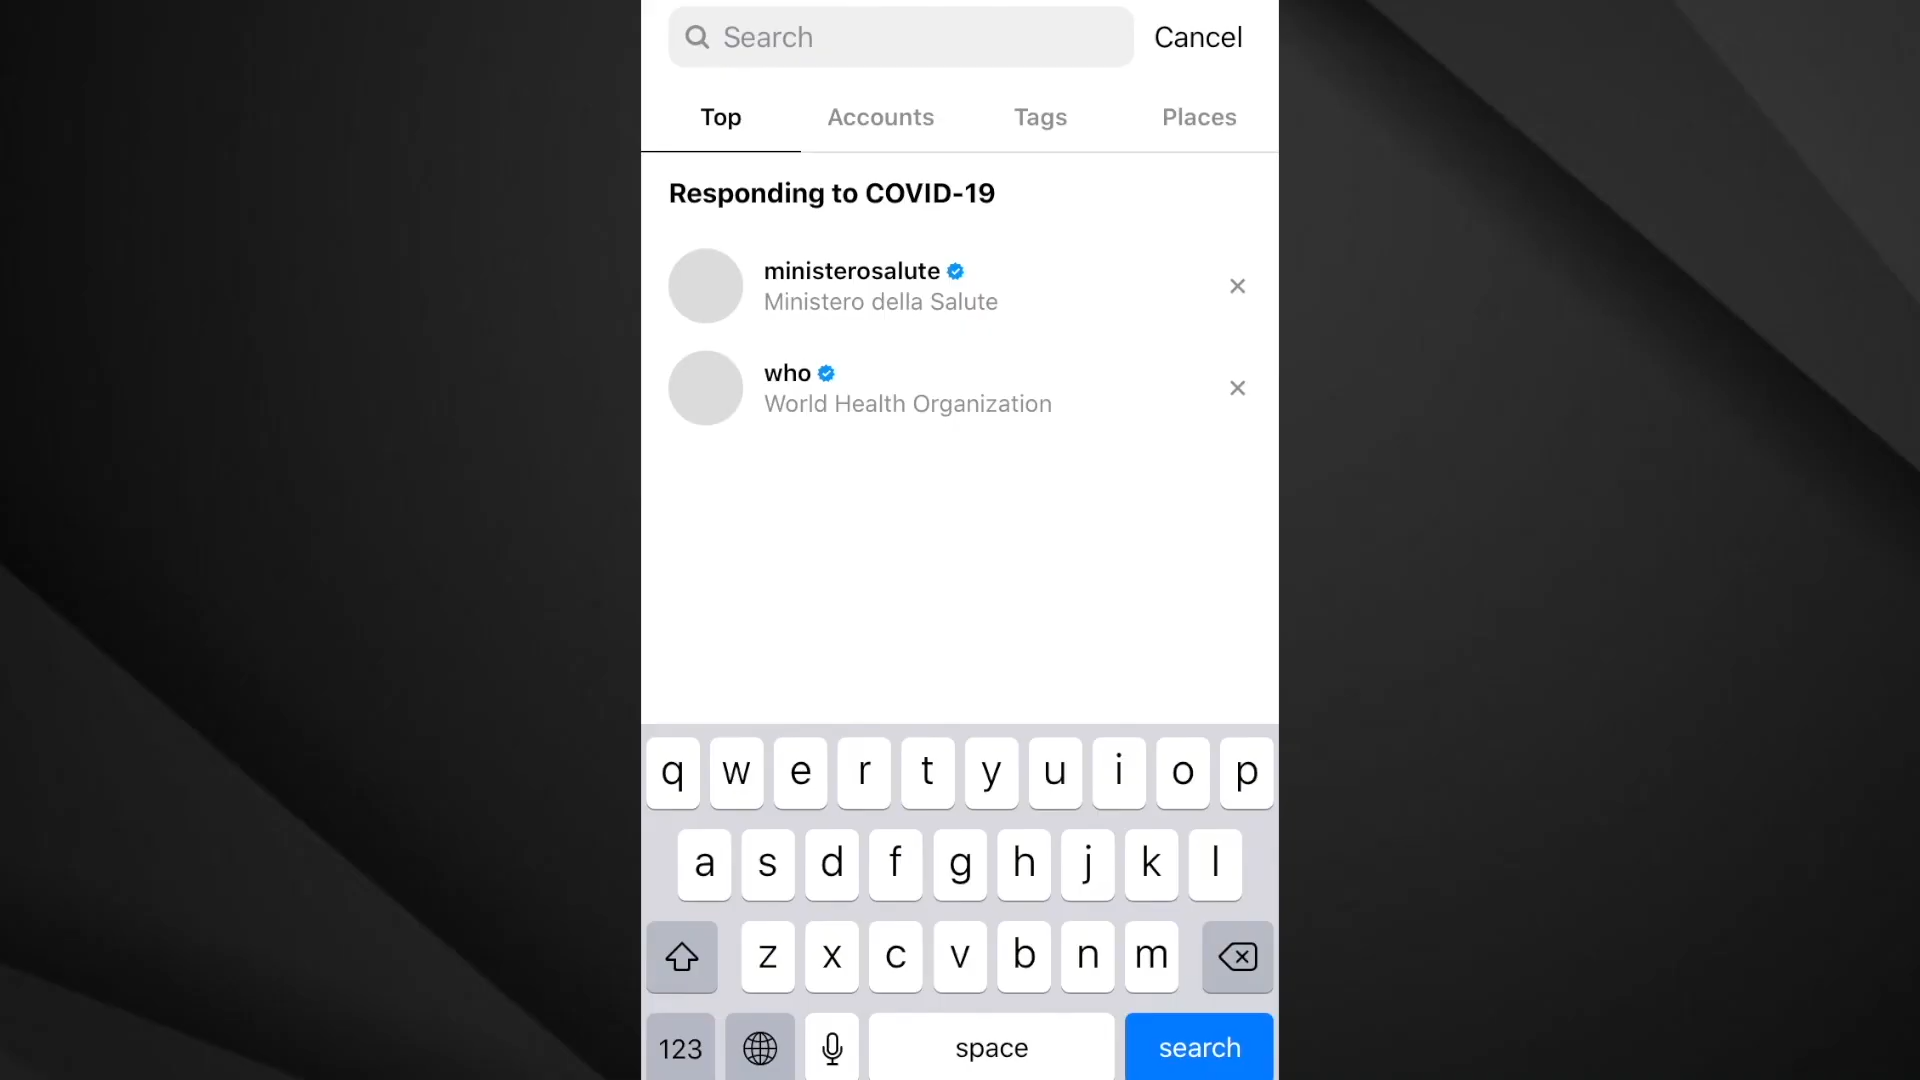 Search Cancel
Top Accounts Tags Places
Responding to COVID-19
ministerosalute
Ministero della Salute
who
World Health Organization
q w e r t y u i o p
a s d f g h j k l
z x c v b n m
123 space search